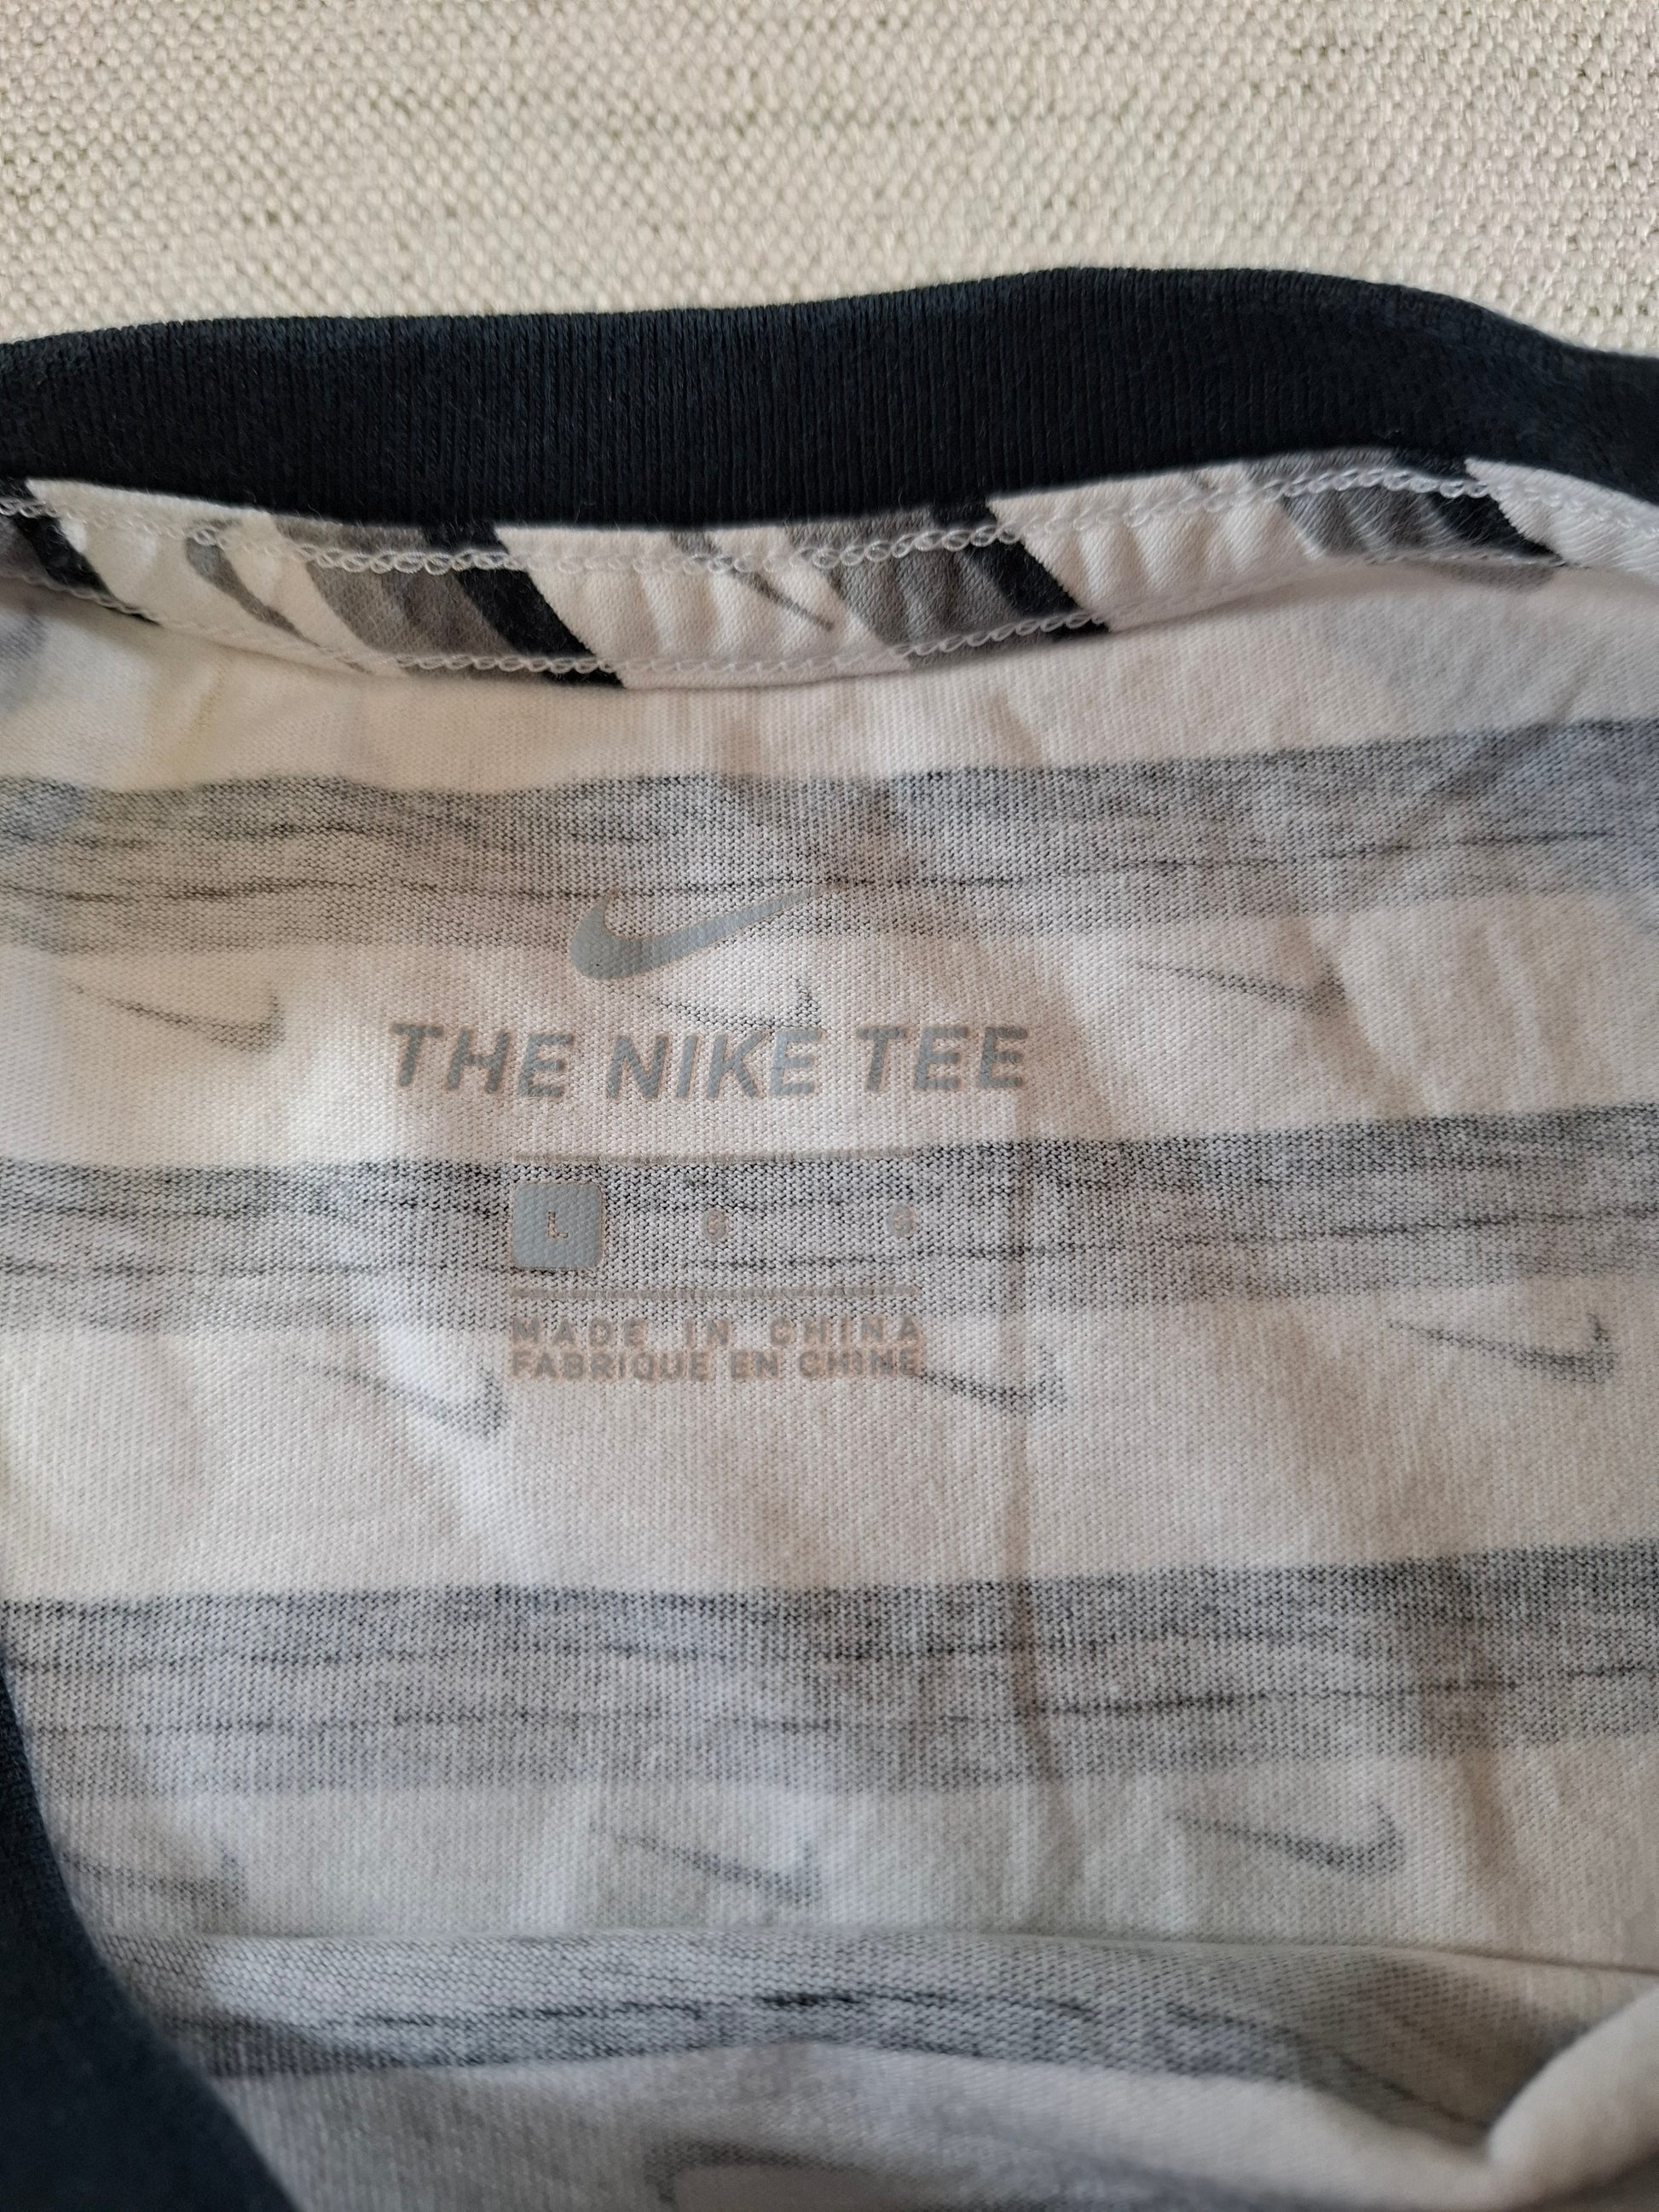 THE NIKE TEE
L G G
MADE IN CHINA
FABRIQUE EN CHINE